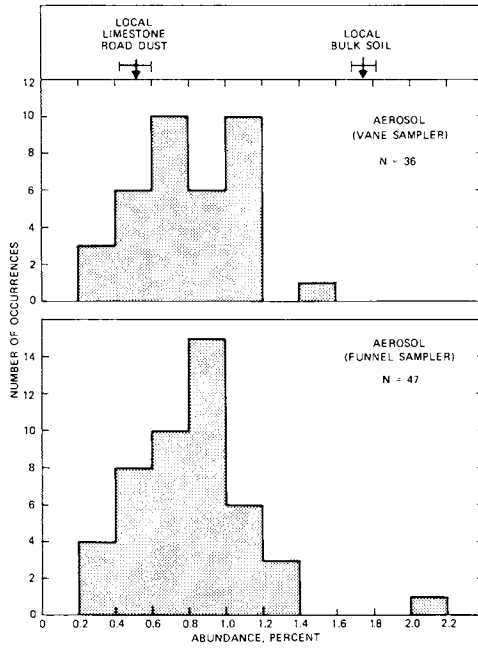 LOCAL
LIMESTONE
ROAD DUST
LOCAL
BULK SOIL
12
10
8
6
4
2
0
AEROSOL
(VANE SAMPLER)
N = 36
NUMBER OF OCCURRENCES
14
12
10
8
6
4
2
0
AEROSOL
(FUNNEL SAMPLER)
N = 47
0 0.2 0.4 0.6 0.8 1.0 1.2 1.4 1.6 1.8 2.0 2.2
ABUNDANCE, PERCENT